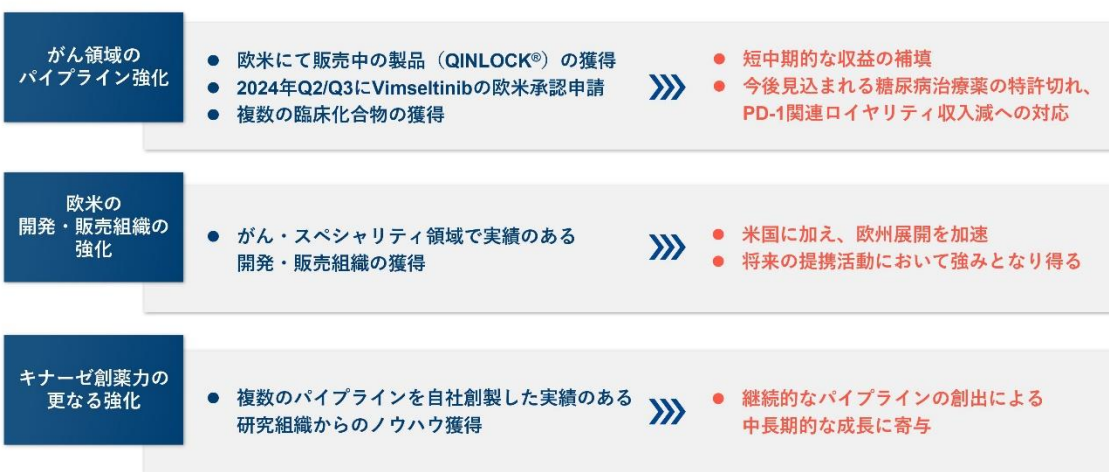 がん領域の
パイプライン強化
● 欧米にて販売中の製品（QINLOCK®）の獲得
● 2024年Q2/Q3にVimseltinibの欧米承認申請
● 複数の臨床化合物の獲得
● 短中期的な収益の補填
● 今後見込まれる糖尿病治療薬の特許切れ、
PD-1関連ロイヤリティ収入減への対応
欧米の
開発・販売組織の
強化
● がん・スペシャリティ領域で実績のある
開発・販売組織の獲得
● 米国に加え、欧州展開を加速
● 将来の提携活動において強みとなり得る
キナーゼ創薬力の
更なる強化
● 複数のパイプラインを自社創製した実績のある
研究組織からのノウハウ獲得
● 継続的なパイプラインの創出による
中長期的な成長に寄与